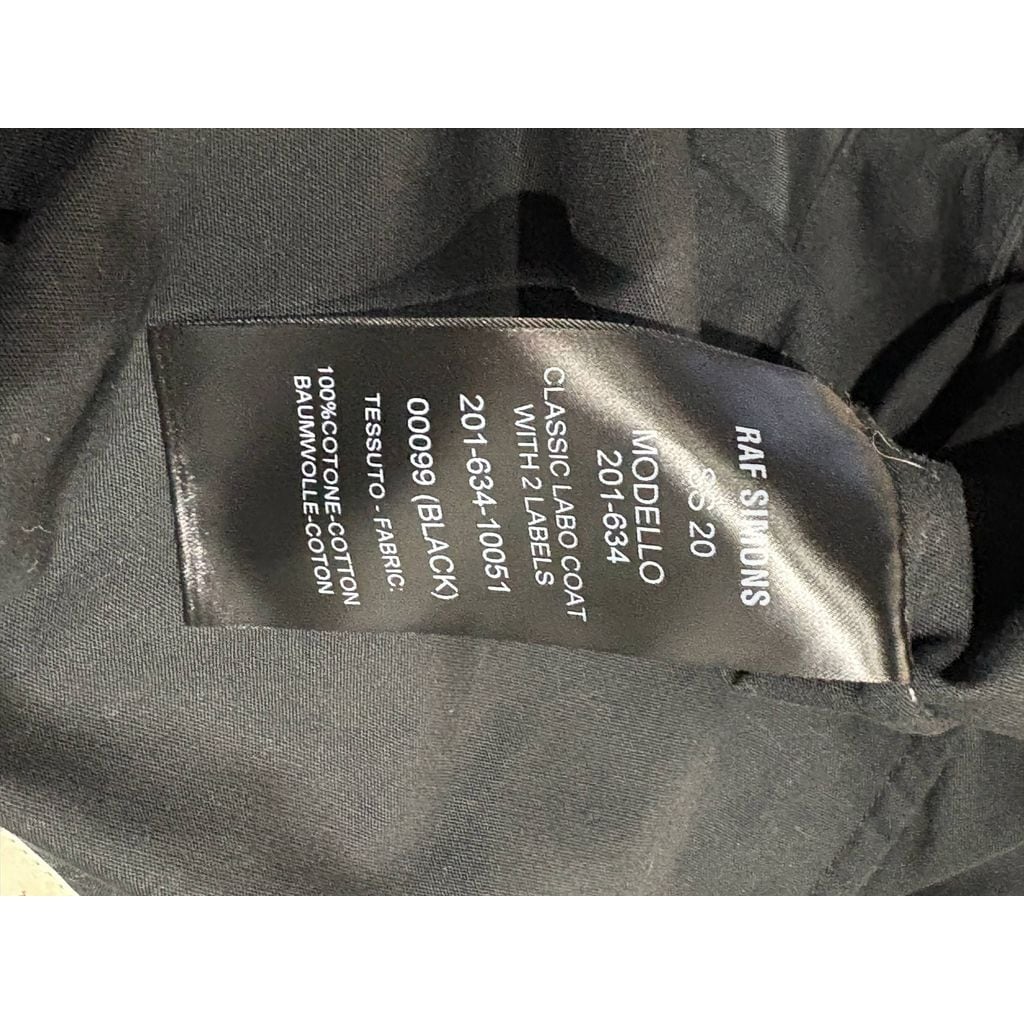 RAF SIMONS
SS 20
MODELLO
201-634
CLASSIC LABO COAT
WITH 2 LABELS
201-634-10051
00099 (BLACK)
TESSUTO - FABRIC:
100%COTONE-COTTON
BAUMWOLLE-COTON